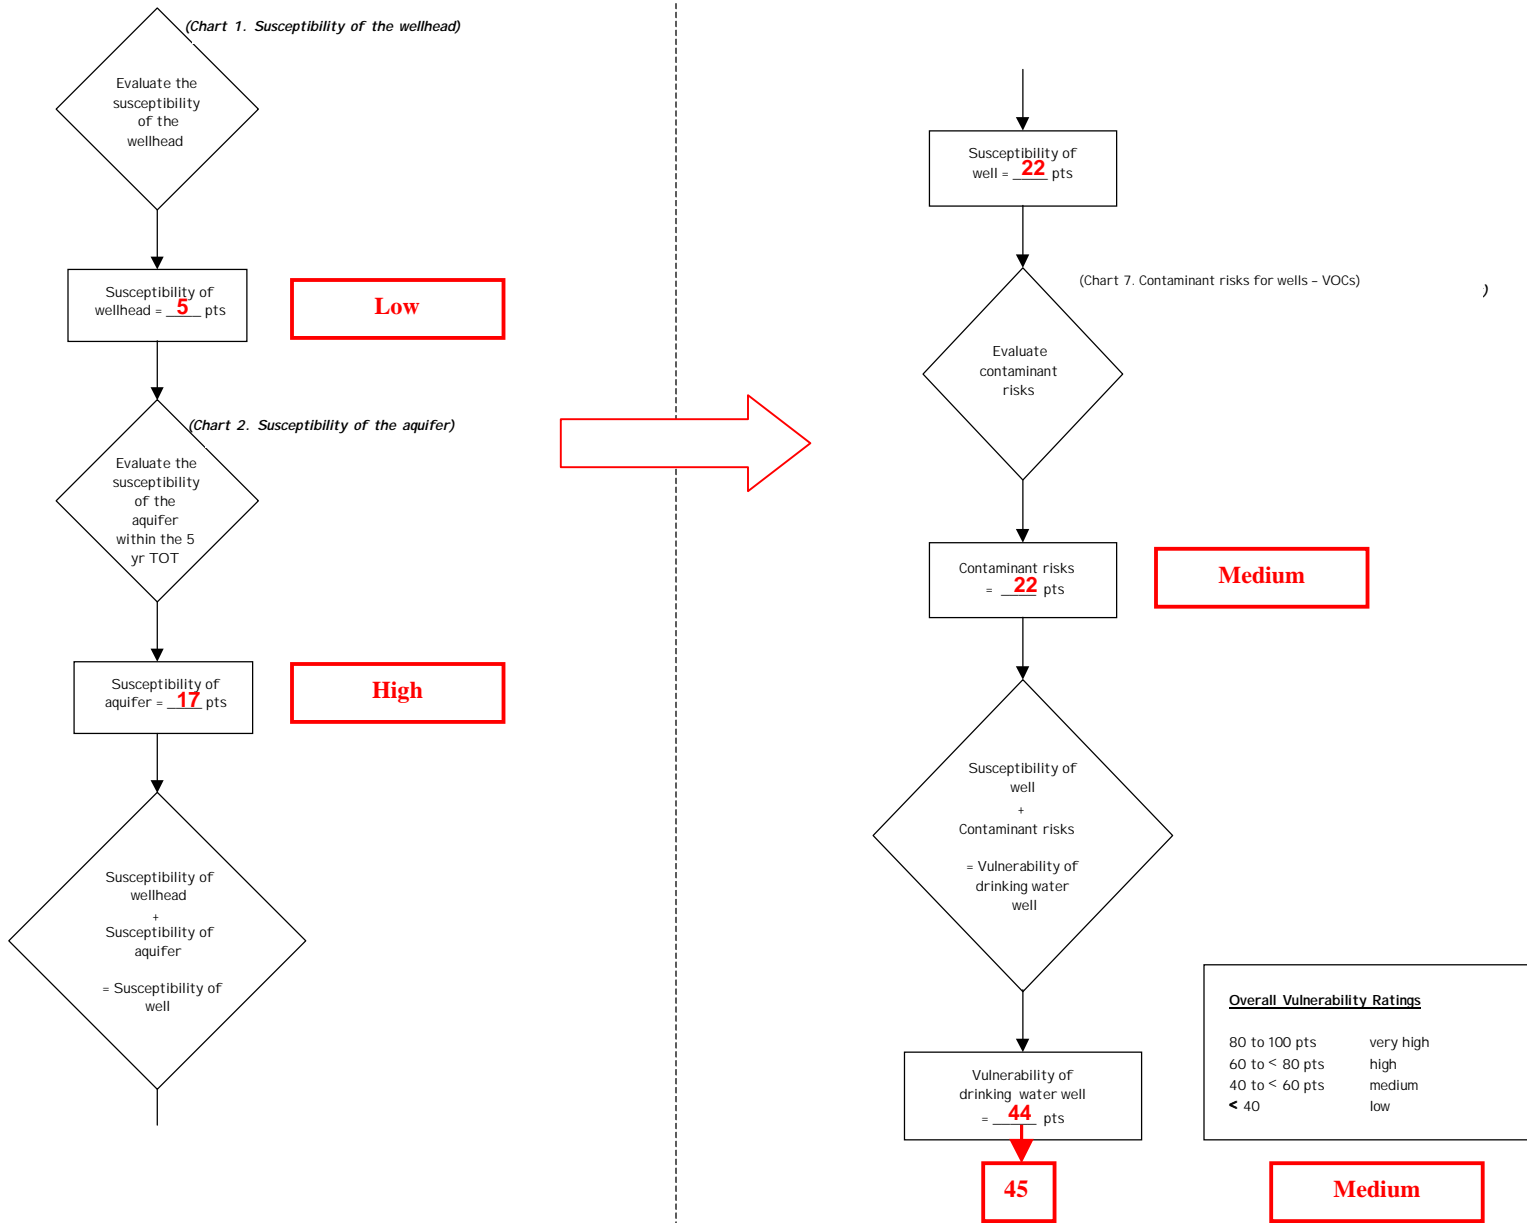 (Chart 1. Susceptibility of the wellhead)
Evaluate the
susceptibility
of the
wellhead
Susceptibility of
wellhead = 5 pts
Low
(Chart 2. Susceptibility of the aquifer)
Evaluate the
susceptibility
of the
aquifer
within the 5
yr TOT
Susceptibility of
aquifer = 17 pts
High
Susceptibility of
wellhead
+
Susceptibility of
aquifer
= Susceptibility of
well
Susceptibility of
well = 22 pts
(Chart 7. Contaminant risks for wells – VOCs)
)
Evaluate
contaminant
risks
Contaminant risks
= 22 pts
Medium
Susceptibility of
well
+
Contaminant risks
= Vulnerability of
drinking water
well
Vulnerability of
drinking water well
= 44 pts
45
Overall Vulnerability Ratings
80 to 100 pts very high
60 to < 80 pts high
40 to < 60 pts medium
< 40 low
Medium